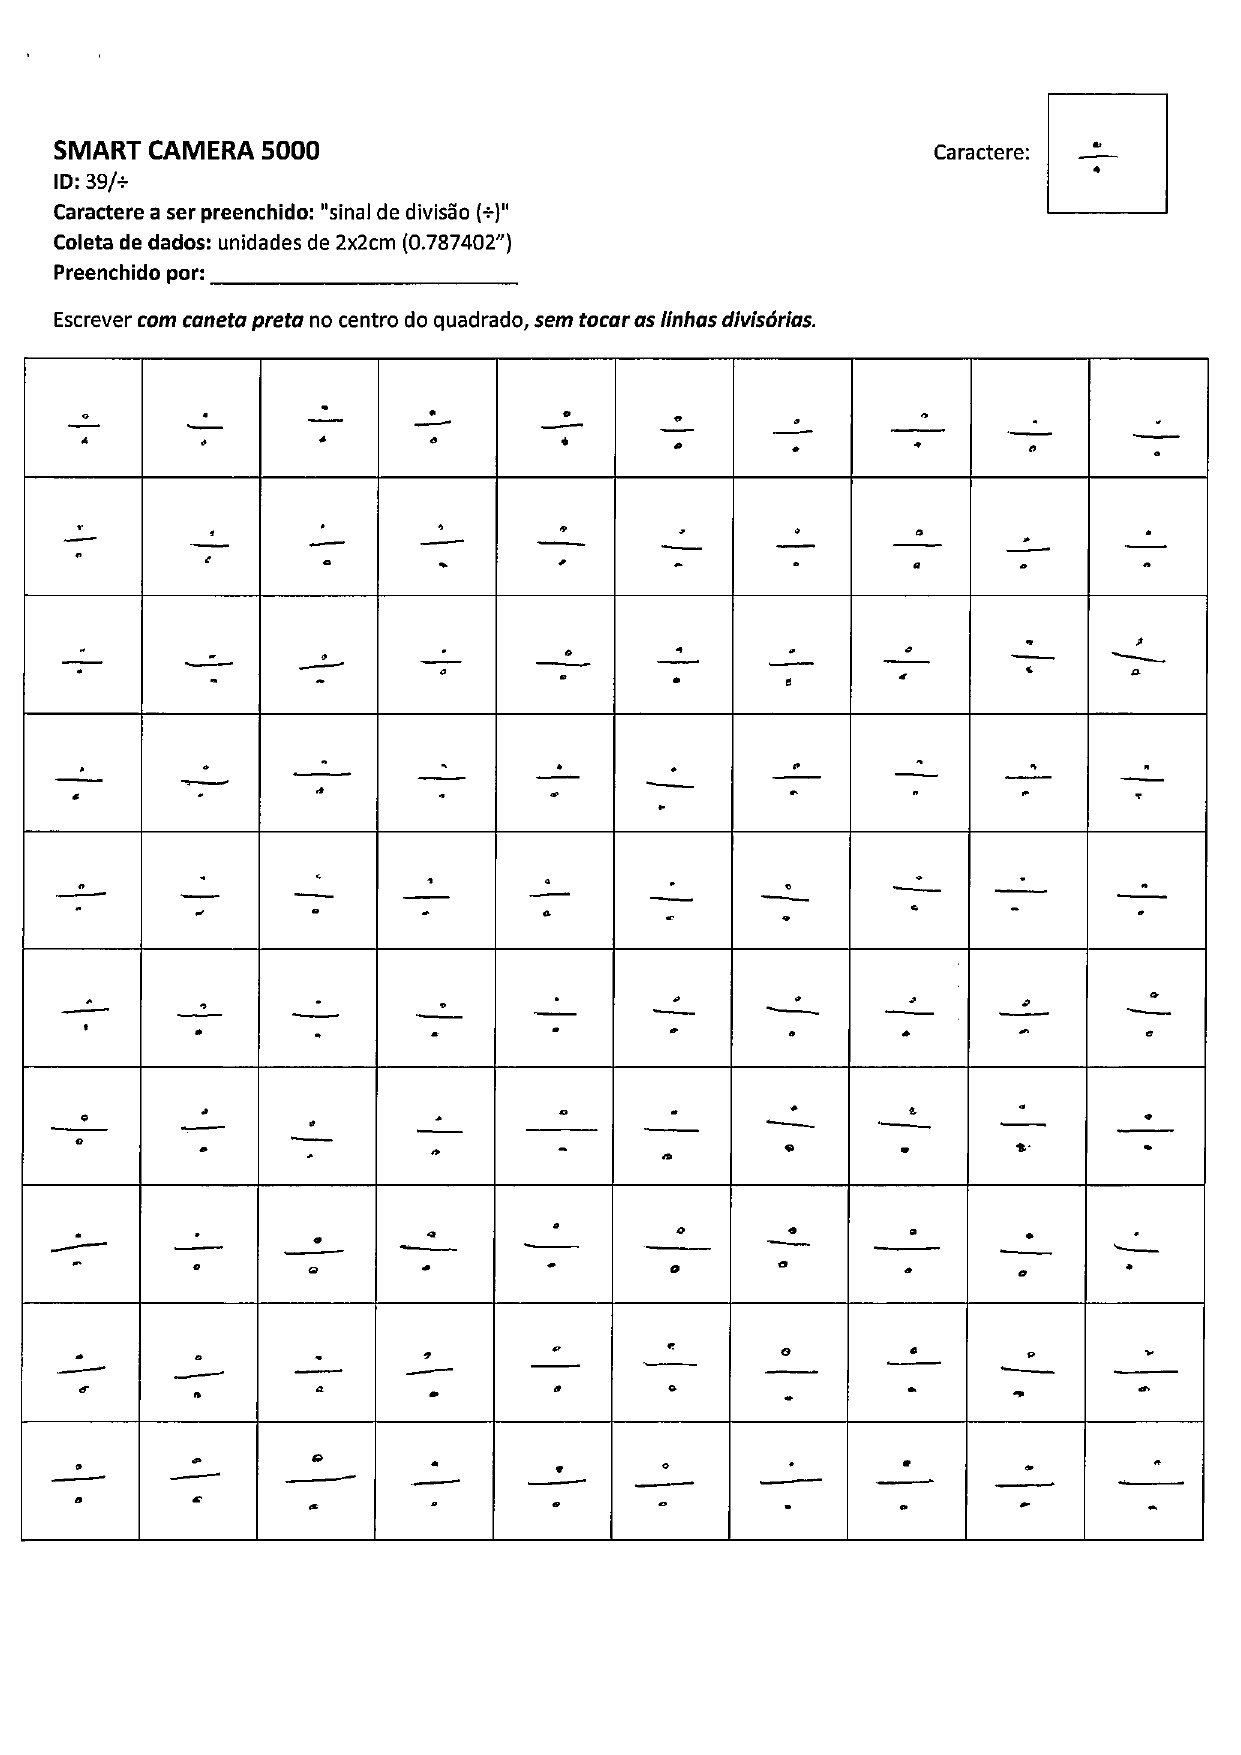 SMART CAMERA 5000
Caractere: ÷
ID: 39/÷
Caractere a ser preenchido: "sinal de divisão (÷)"
Coleta de dados: unidades de 2x2cm (0.787402”)
Preenchido por: ____________________________
Escrever com caneta preta no centro do quadrado, sem tocar as linhas divisórias.
÷ ÷ ÷ ÷ ÷ ÷ ÷ ÷ ÷ ÷
÷ ÷ ÷ ÷ ÷ ÷ ÷ ÷ ÷ ÷
÷ ÷ ÷ ÷ ÷ ÷ ÷ ÷ ÷ ÷
÷ ÷ ÷ ÷ ÷ ÷ ÷ ÷ ÷ ÷
÷ ÷ ÷ ÷ ÷ ÷ ÷ ÷ ÷ ÷
÷ ÷ ÷ ÷ ÷ ÷ ÷ ÷ ÷ ÷
÷ ÷ ÷ ÷ ÷ ÷ ÷ ÷ ÷ ÷
÷ ÷ ÷ ÷ ÷ ÷ ÷ ÷ ÷ ÷
÷ ÷ ÷ ÷ ÷ ÷ ÷ ÷ ÷ ÷
÷ ÷ ÷ ÷ ÷ ÷ ÷ ÷ ÷ ÷